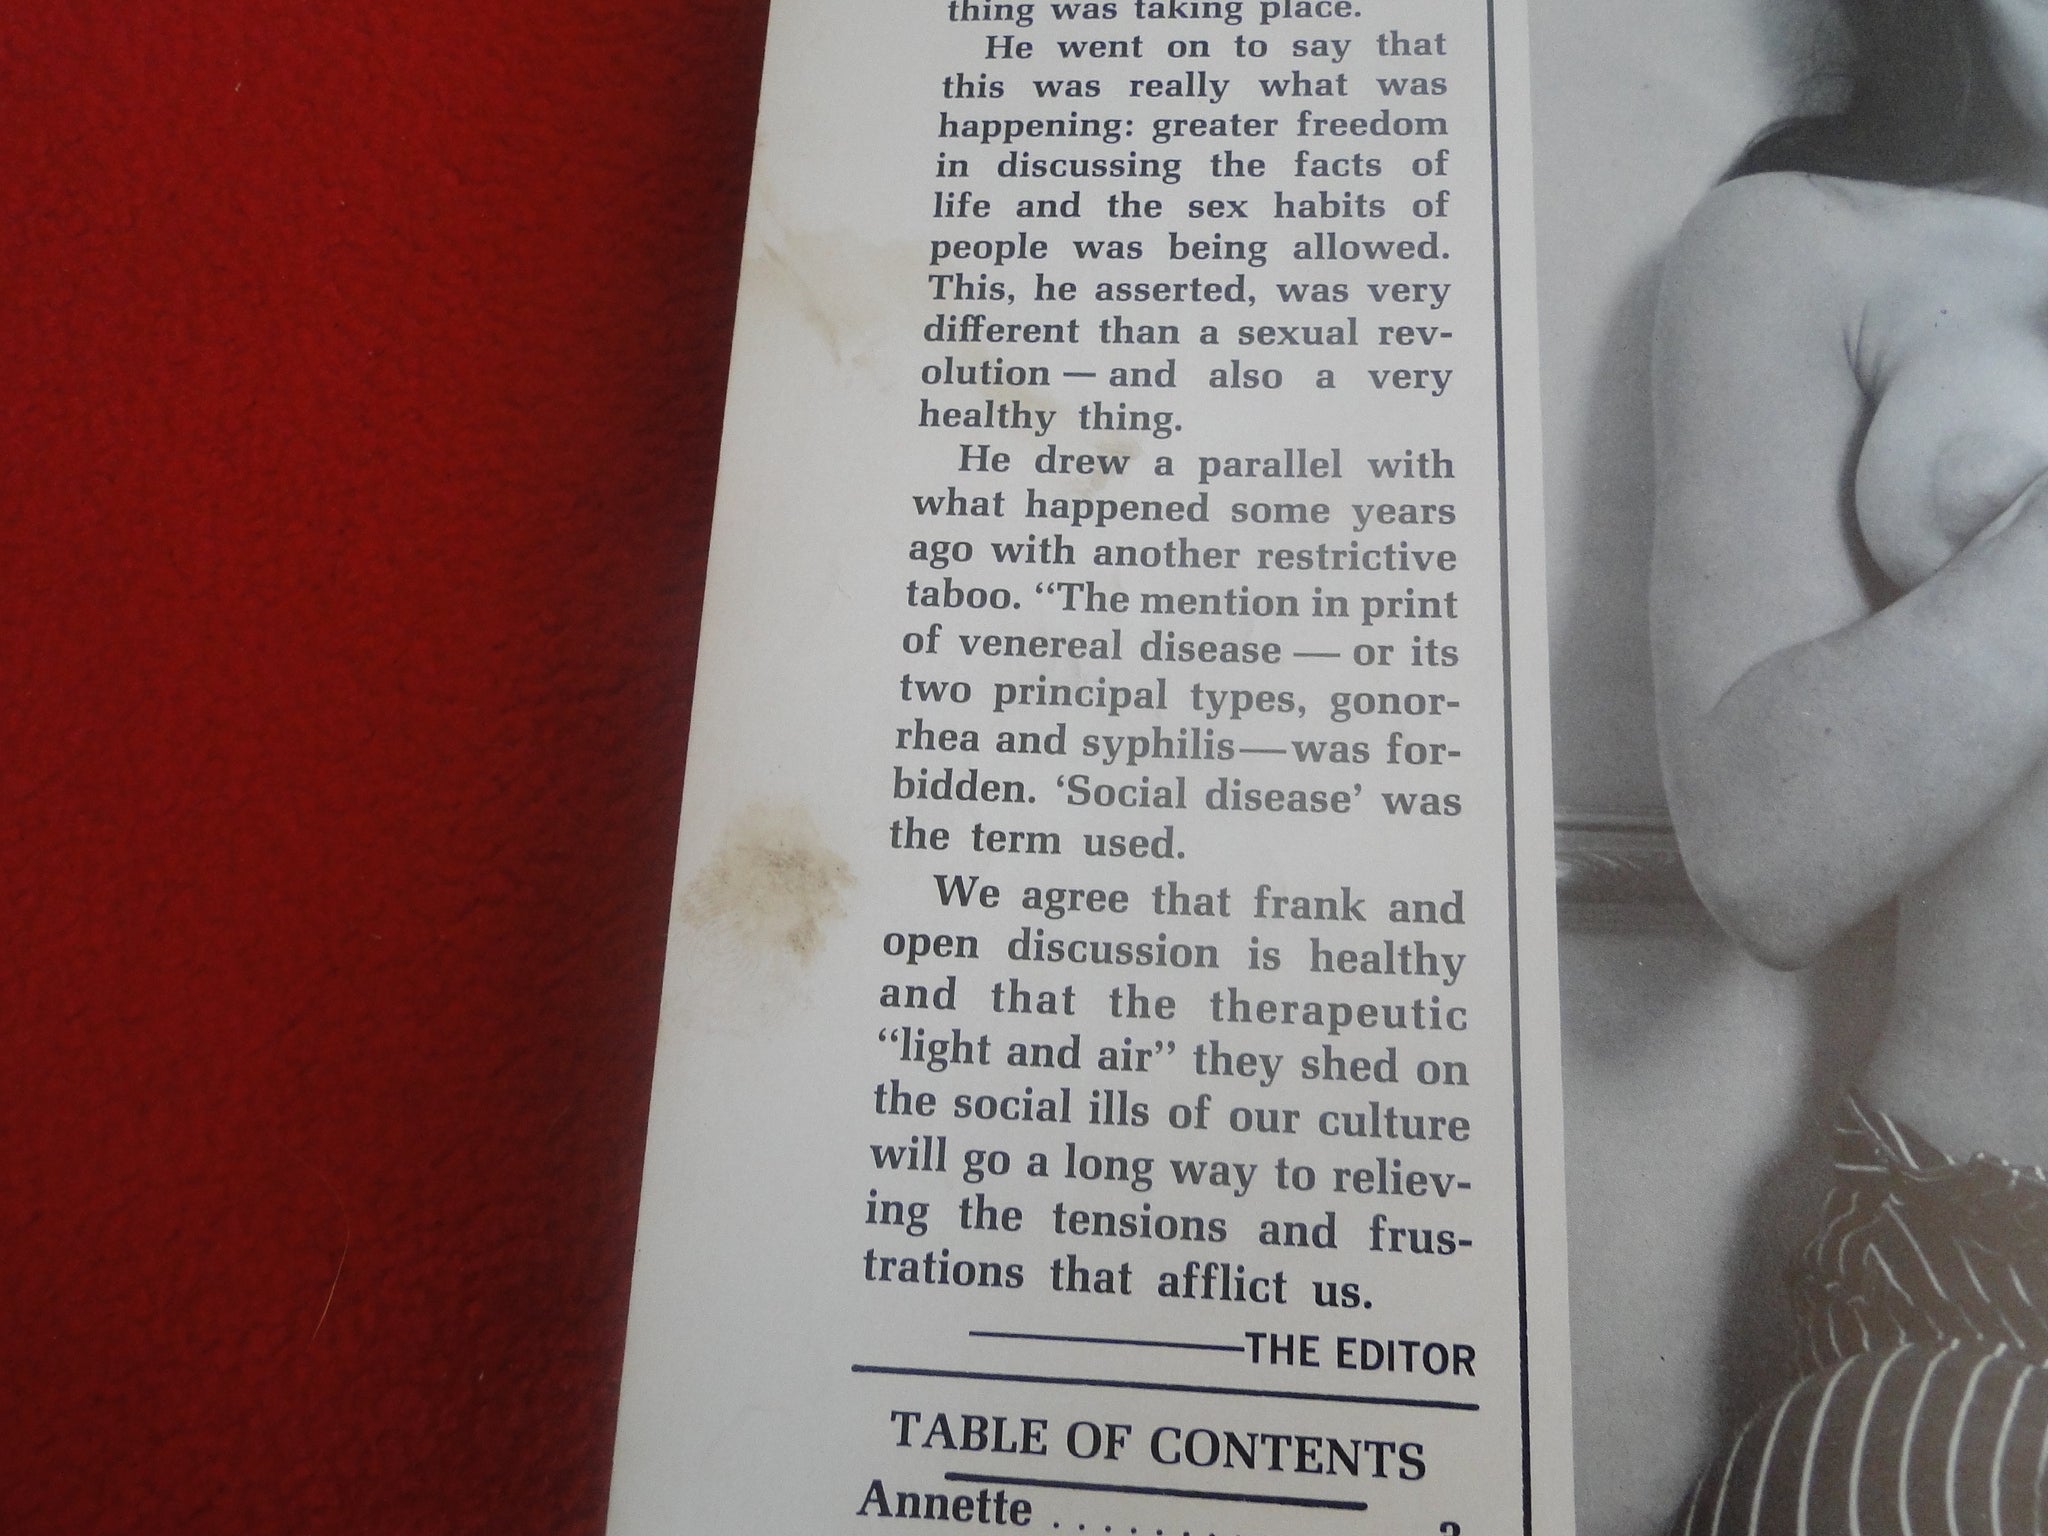 thing was taking place.
He went on to say that
this was really what was
happening: greater freedom
in discussing the facts of
life and the sex habits of
people was being allowed.
This, he asserted, was very
different than a sexual rev-
olution — and also a very
healthy thing.
He drew a parallel with
what happened some years
ago with another restrictive
taboo. “The mention in print
of venereal disease — or its
two principal types, gonor-
rhea and syphilis—was for-
bidden. ‘Social disease’ was
the term used.
We agree that frank and
open discussion is healthy
and that the therapeutic
“light and air” they shed on
the social ills of our culture
will go a long way to reliev-
ing the tensions and frus-
trations that afflict us.
—THE EDITOR
TABLE OF CONTENTS
Annette . . . . . . .